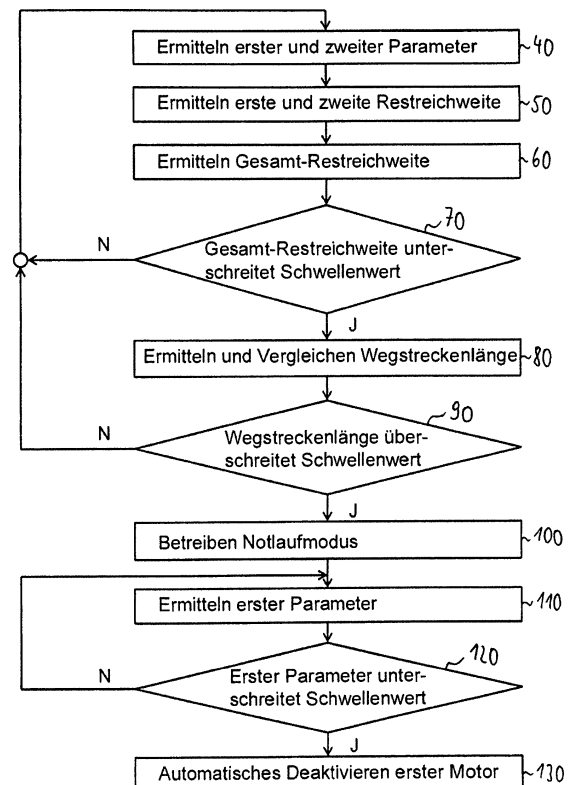 Ermitteln erster und zweiter Parameter 40
Ermitteln erste und zweite Restreichweite 50
Ermitteln Gesamt-Restreichweite 60
70
N
Gesamt-Restreichweite unter-
schreitet Schwellenwert
J
Ermitteln und Vergleichen Wegstreckenlänge 80
90
N
Wegstreckenlänge über-
schreitet Schwellenwert
J
Betreiben Notlaufmodus 100
Ermitteln erster Parameter 110
120
N
Erster Parameter unter-
schreitet Schwellenwert
J
Automatisches Deaktivieren erster Motor 130